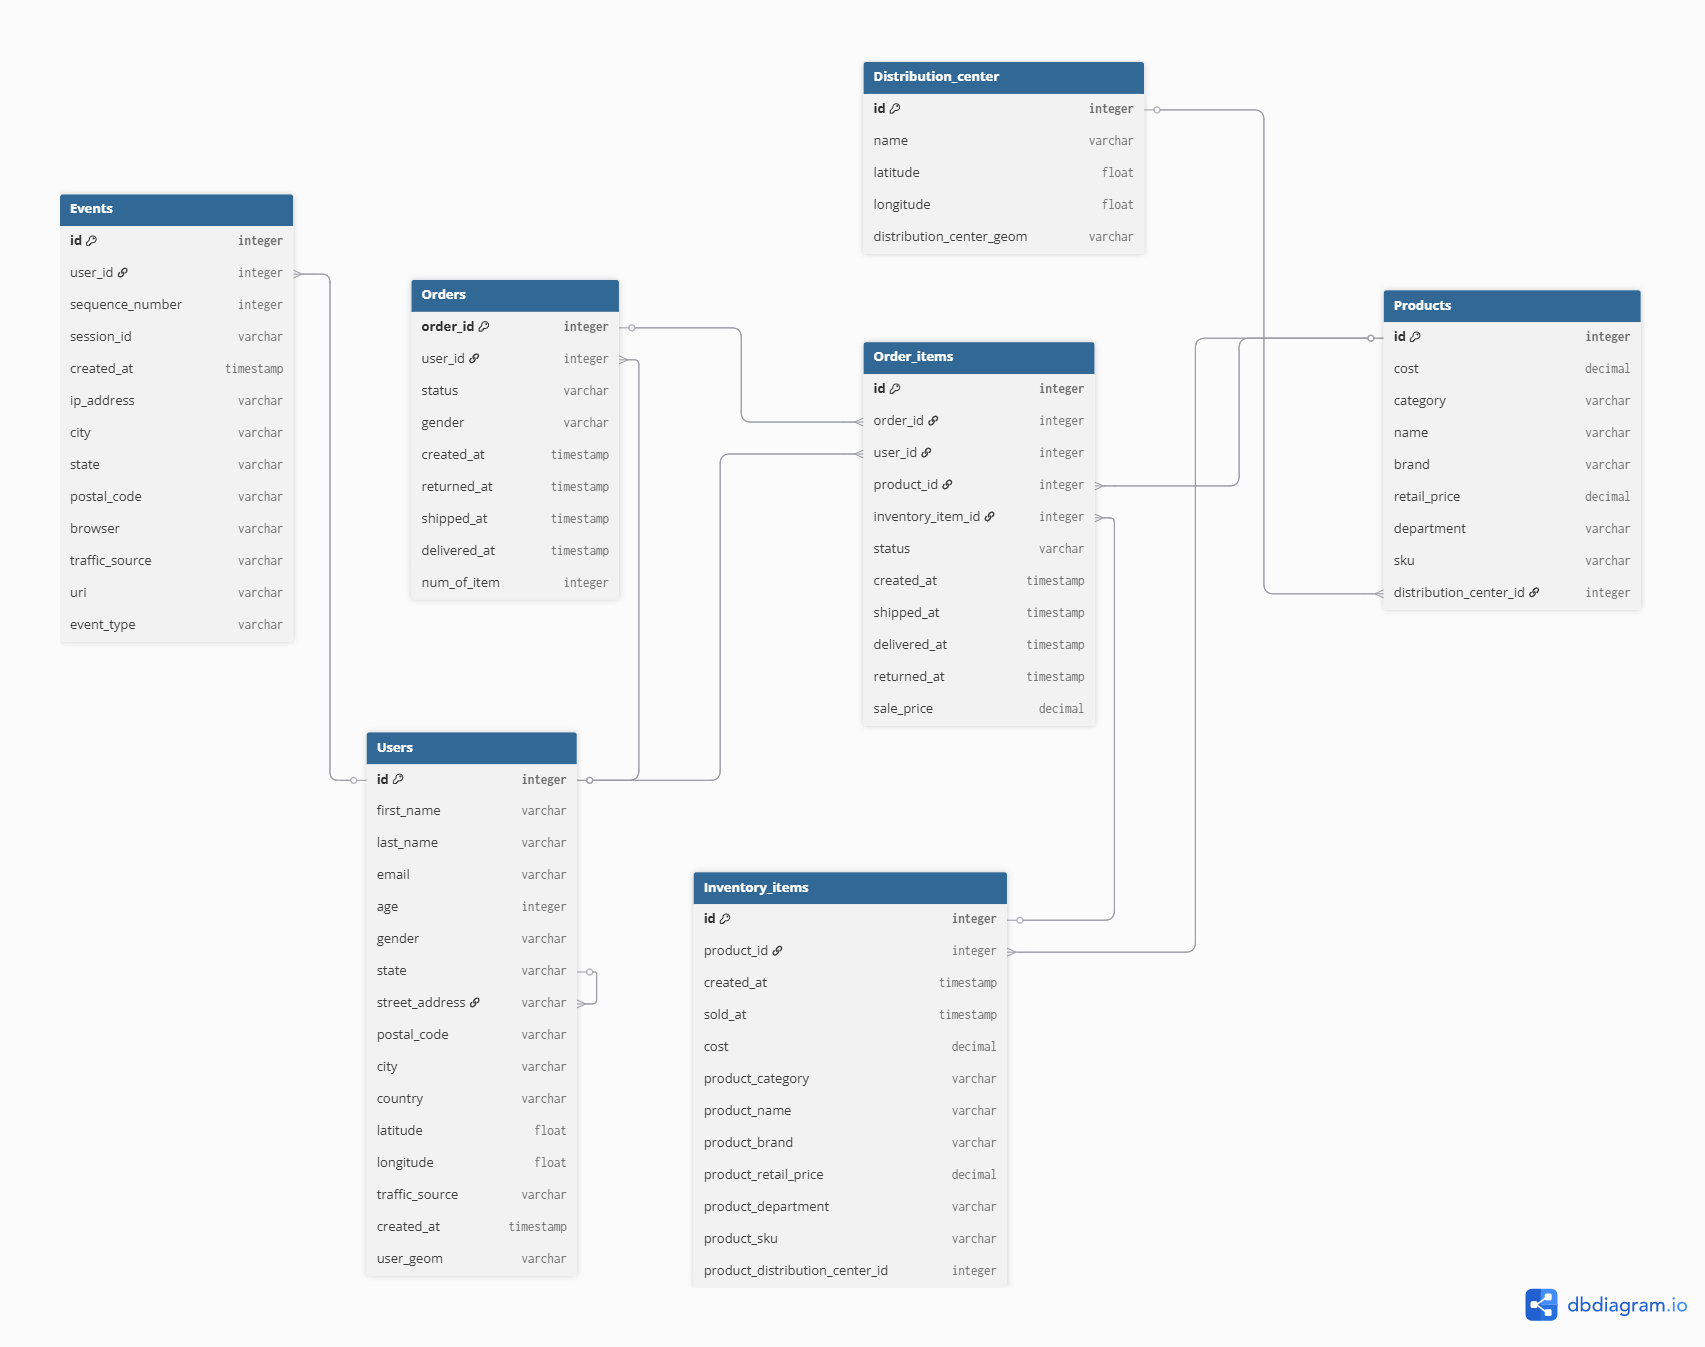 Distribution_center
id integer
name varchar
latitude float
longitude float
distribution_center_geom varchar
Events
id integer
user_id integer
sequence_number integer
session_id varchar
created_at timestamp
ip_address varchar
city varchar
state varchar
postal_code varchar
browser varchar
traffic_source varchar
uri varchar
event_type varchar
Orders
order_id integer
user_id integer
status varchar
gender varchar
created_at timestamp
returned_at timestamp
shipped_at timestamp
delivered_at timestamp
num_of_item integer
Order_items
id integer
order_id integer
user_id integer
product_id integer
inventory_item_id integer
status varchar
created_at timestamp
shipped_at timestamp
delivered_at timestamp
returned_at timestamp
sale_price decimal
Products
id integer
cost decimal
category varchar
name varchar
brand varchar
retail_price decimal
department varchar
sku varchar
distribution_center_id integer
Users
id integer
first_name varchar
last_name varchar
email varchar
age integer
gender varchar
state varchar
street_address varchar
postal_code varchar
city varchar
country varchar
latitude float
longitude float
traffic_source varchar
created_at timestamp
user_geom varchar
Inventory_items
id integer
product_id integer
created_at timestamp
sold_at timestamp
cost decimal
product_category varchar
product_name varchar
product_brand varchar
product_retail_price decimal
product_department varchar
product_sku varchar
product_distribution_center_id integer
dbdiagram.io